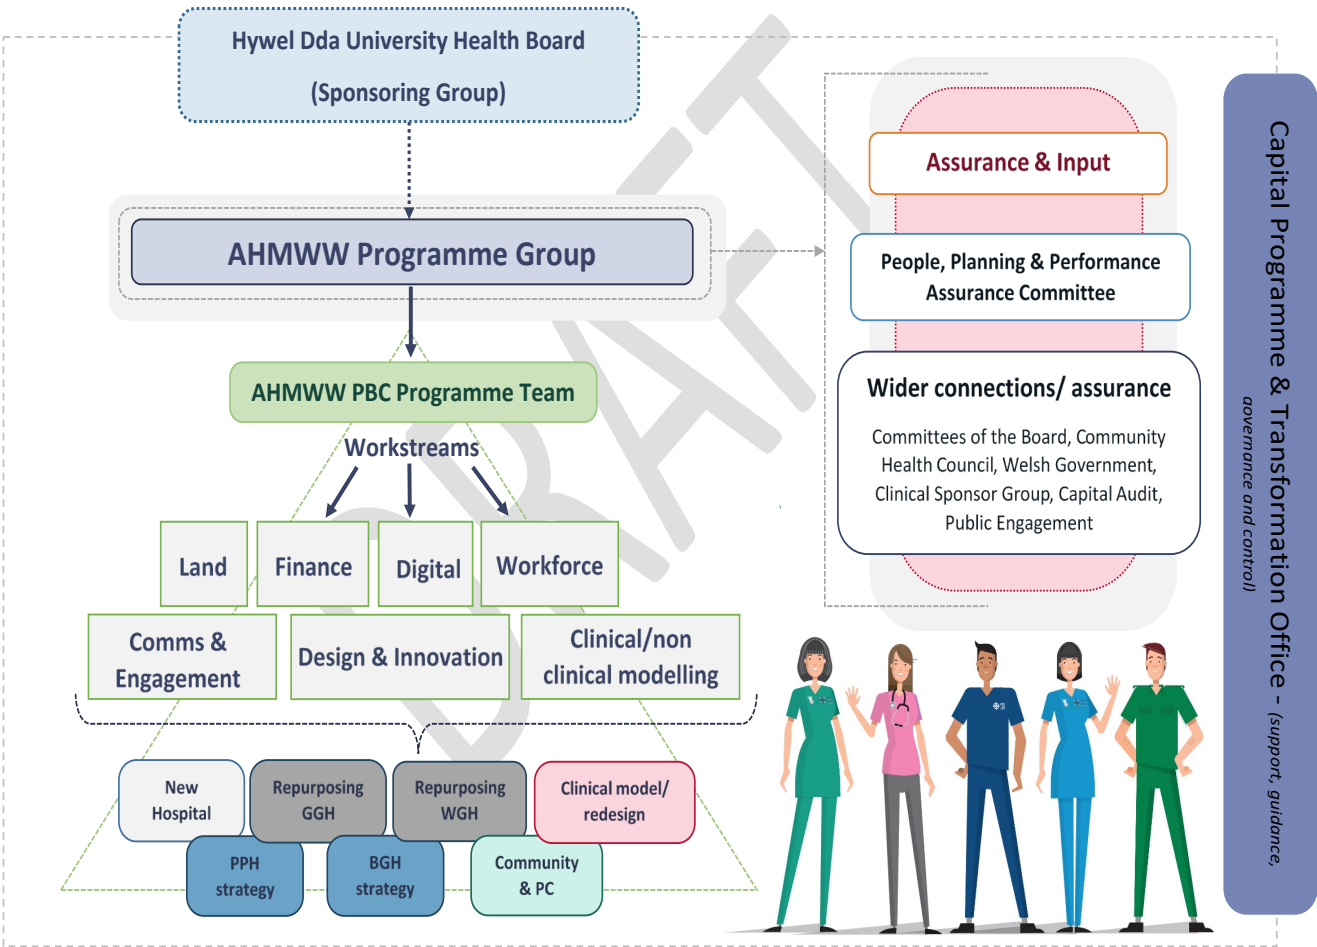 Hywel Dda University Health Board
(Sponsoring Group)
AHMWW Programme Group
AHMWW PBC Programme Team
Workstreams
Land
Finance
Digital
Workforce
Comms &
Engagement
Design & Innovation
Clinical/non
clinical modelling
New
Hospital
Repurposing
GGH
Repurposing
WGH
Clinical model/
redesign
PPH
strategy
BGH
strategy
Community
& PC
Assurance & Input
People, Planning & Performance
Assurance Committee
Wider connections/ assurance
Committees of the Board, Community
Health Council, Welsh Government,
Clinical Sponsor Group, Capital Audit,
Public Engagement
Capital Programme & Transformation Office - (support, guidance,
governance and control)
DRAFT